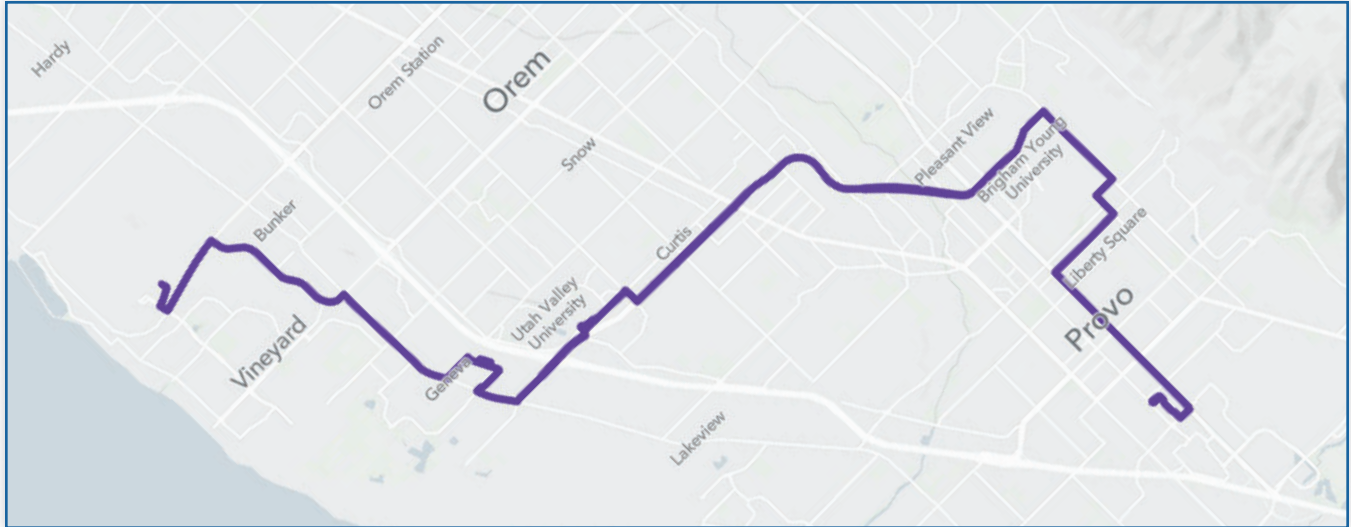 Hardy
Orem Station
Orem
Snow
Pleasant View
Brigham Young
University
Bunker
Curtis
Liberty Square
Utah Valley
University
Provo
Vineyard
Geneva
Lakeview